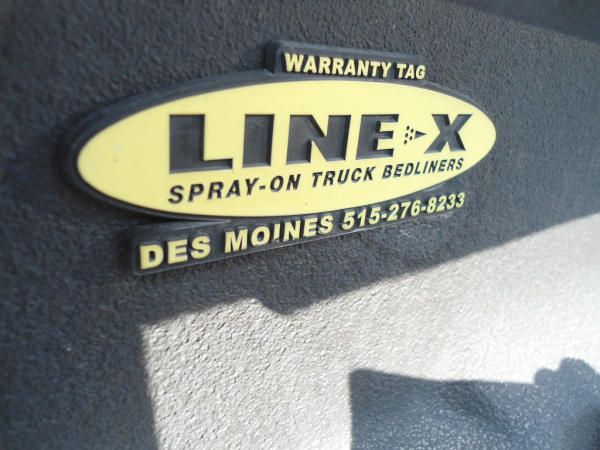 WARRANTY TAG
LINE-X
SPRAY-ON TRUCK BEDLINERS
DES MOINES 515-276-8233